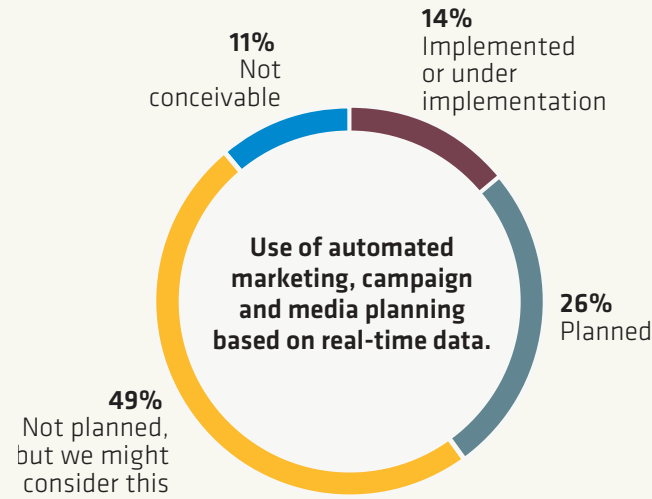 11%
Not
conceivable
14%
Implemented
or under
implementation
Use of automated
marketing, campaign
and media planning
based on real-time data.
26%
Planned
49%
Not planned,
but we might
consider this